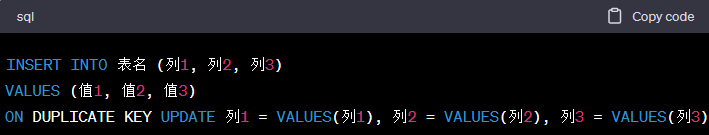 sql
Copy code
INSERT INTO 表名 (列1, 列2, 列3)
VALUES (值1, 值2, 值3)
ON DUPLICATE KEY UPDATE 列1 = VALUES(列1), 列2 = VALUES(列2), 列3 = VALUES(列3)